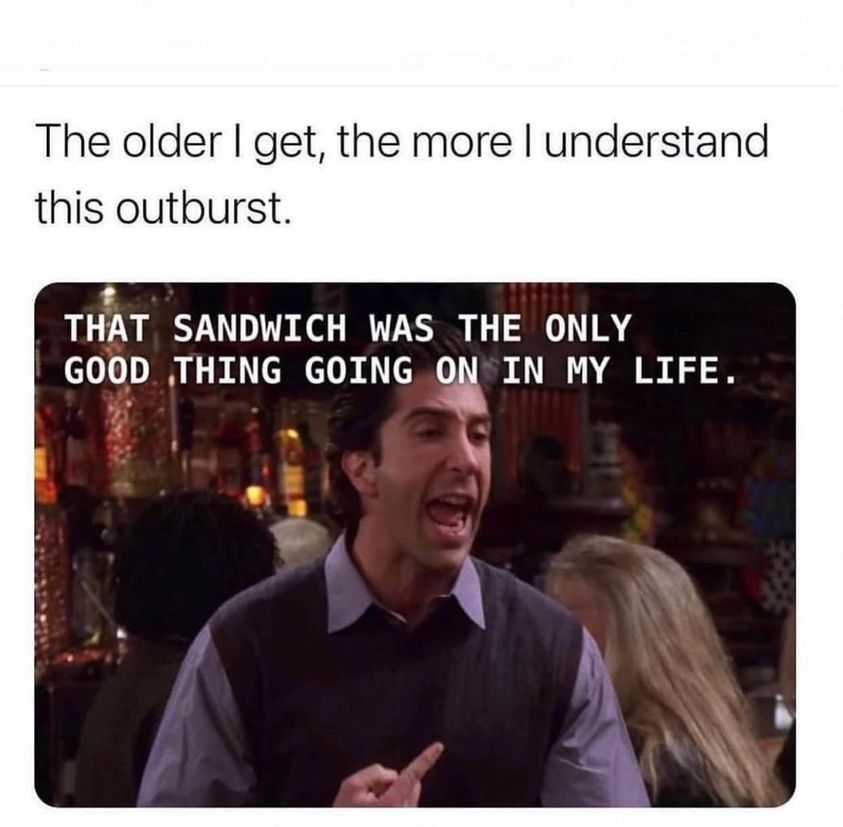 The older I get, the more I understand
this outburst.
THAT SANDWICH WAS THE ONLY
GOOD THING GOING ON IN MY LIFE.